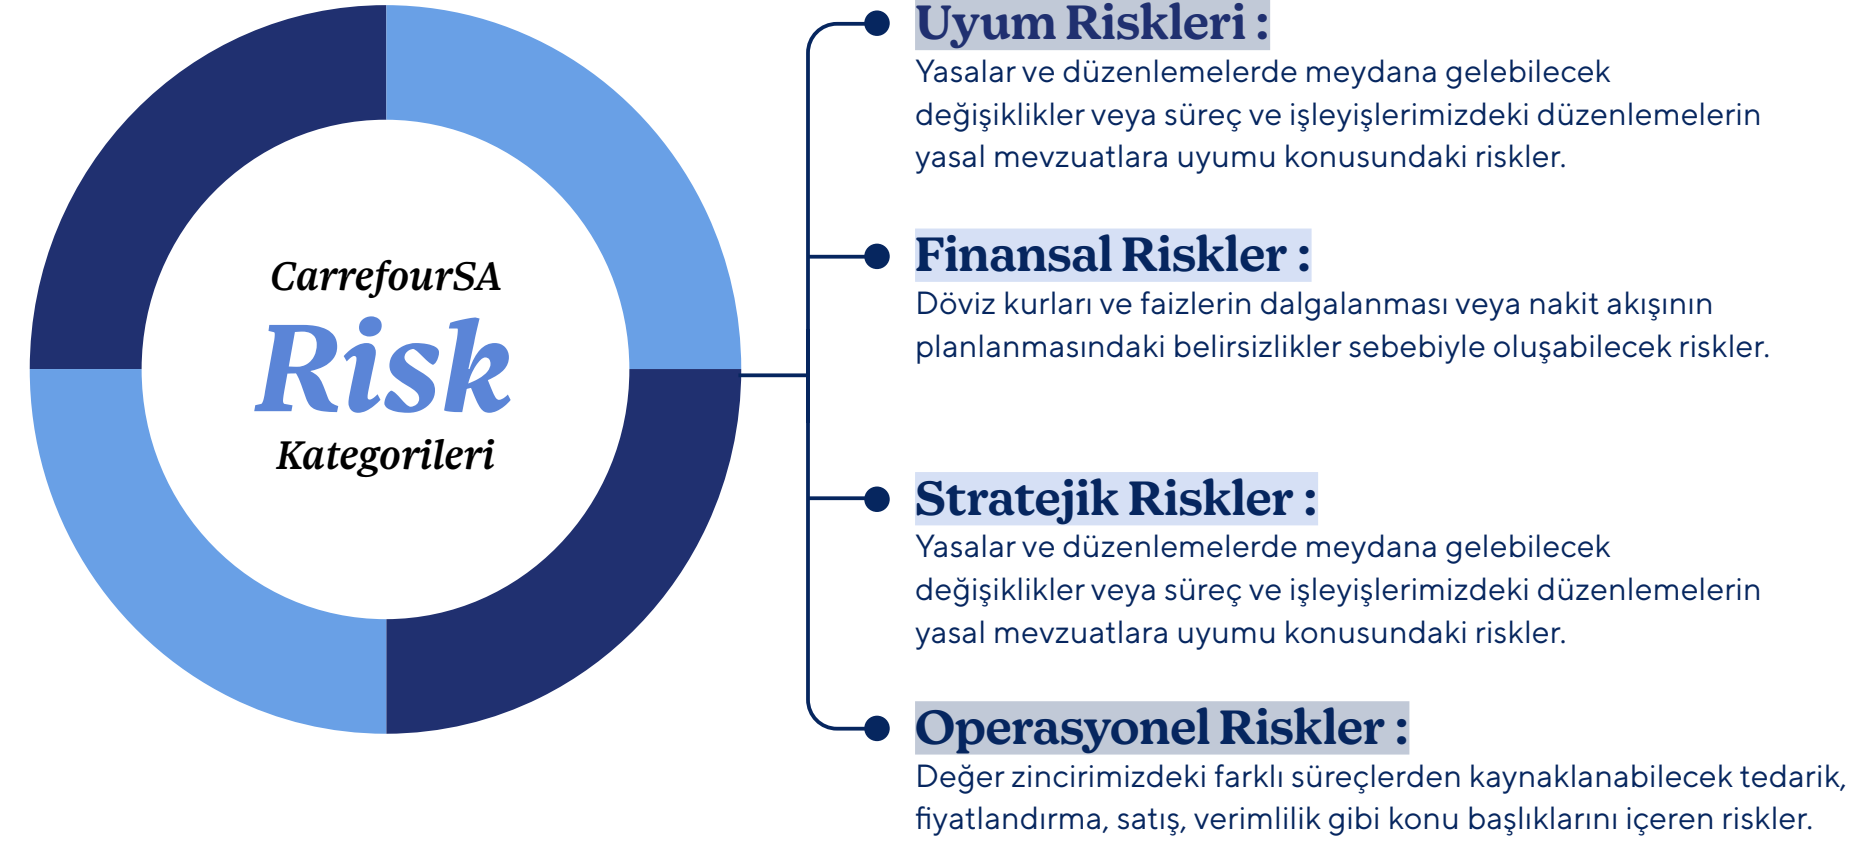 CarrefourSA
Risk
Kategorileri
Uyum Riskleri :
Yasalar ve düzenlemelerde meydana gelebilecek
değişiklikler veya süreç ve işleyişlerimizdeki düzenlemelerin
yasal mevzuatlara uyumu konusundaki riskler.
Finansal Riskler :
Döviz kurları ve faizlerin dalgalanması veya nakit akışının
planlanmasındaki belirsizlikler sebebiyle oluşabilecek riskler.
Stratejik Riskler :
Yasalar ve düzenlemelerde meydana gelebilecek
değişiklikler veya süreç ve işleyişlerimizdeki düzenlemelerin
yasal mevzuatlara uyumu konusundaki riskler.
Operasyonel Riskler :
Değer zincirimizdeki farklı süreçlerden kaynaklanabilecek tedarik,
fiyatlandırma, satış, verimlilik gibi konu başlıklarını içeren riskler.